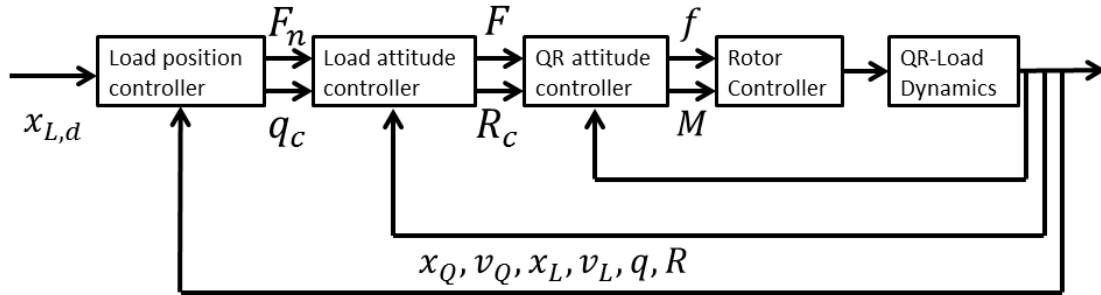 F_n
F
f
Load position controller
Load attitude controller
QR attitude controller
Rotor Controller
QR-Load Dynamics
x_{L,d}
q_c
R_c
M
x_Q, v_Q, x_L, v_L, q, R